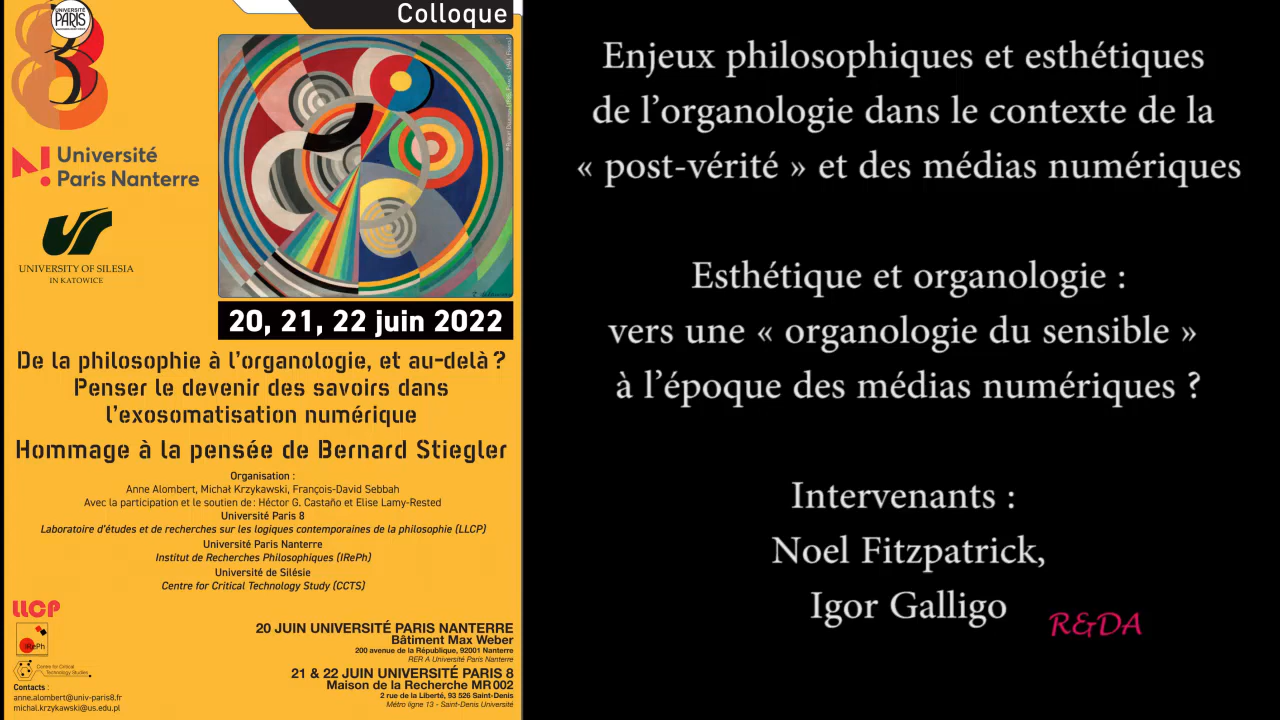 Colloque
UNIVERSITÉ
PARIS
8
Université
Paris Nanterre
UNIVERSITY OF SILESIA
IN KATOWICE
20, 21, 22 juin 2022
De la philosophie à l'organologie, et au-delà ?
Penser le devenir des savoirs dans
l'exosomatisation numérique
Hommage à la pensée de Bernard Stiegler
Organisation :
Anne Alombert, Michał Krzykawski, François-David Sebbah
Avec la participation et le soutien de : Héctor G. Castaño et Elise Lamy-Rested
Université Paris 8
Laboratoire d'études et de recherches sur les logiques contemporaines de la philosophie (LLCP)
Université Paris Nanterre
Institut de Recherches Philosophiques (IRePh)
Université de Silésie
Centre for Critical Technology Study (CCTS)
LLCP
IRePh
Centre for Critical
Technology Studies
Contacts :
anne.alombert@univ-paris8.fr
michal.krzykawski@us.edu.pl
20 JUIN UNIVERSITÉ PARIS NANTERRE
Bâtiment Max Weber
200 avenue de la République, 92001 Nanterre
RER A Université Paris Nanterre
21 & 22 JUIN UNIVERSITÉ PARIS 8
Maison de la Recherche MR 002
2 rue de la Liberté, 93 526 Saint-Denis
Métro ligne 13 - Saint-Denis Université
Enjeux philosophiques et esthétiques
de l'organologie dans le contexte de la
« post-vérité » et des médias numériques
Esthétique et organologie :
vers une « organologie du sensible »
à l'époque des médias numériques ?
Intervenants :
Noel Fitzpatrick,
Igor Galligo
R&DA